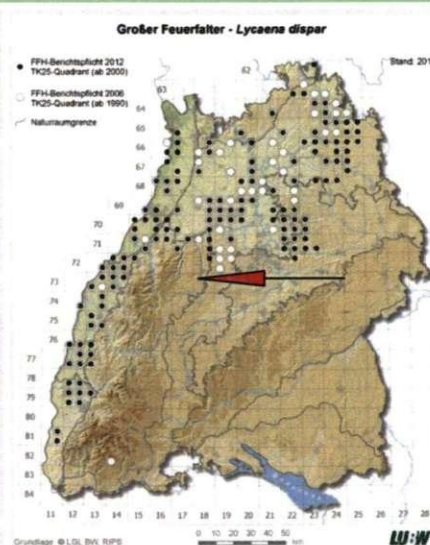 Großer Feuerfalter - Lycaena dispar
FFH-Berichtspflicht 2012
TK25-Quadrant (ab 2000)
FFH-Berichtspflicht 2006
TK25-Quadrant (ab 1990)
Naturraumgrenze
Stand: 201
62
63
64
65
66
67
68
69
70
71
72
73
74
75
76
77
78
79
80
81
82
83
84
11 12 13 14 15 16 17 18 19 20 21 22 23 24 25 26 27 28
0 10 20 30 40 50
km
Grundlage © LGL BW, RIPS
LU:W